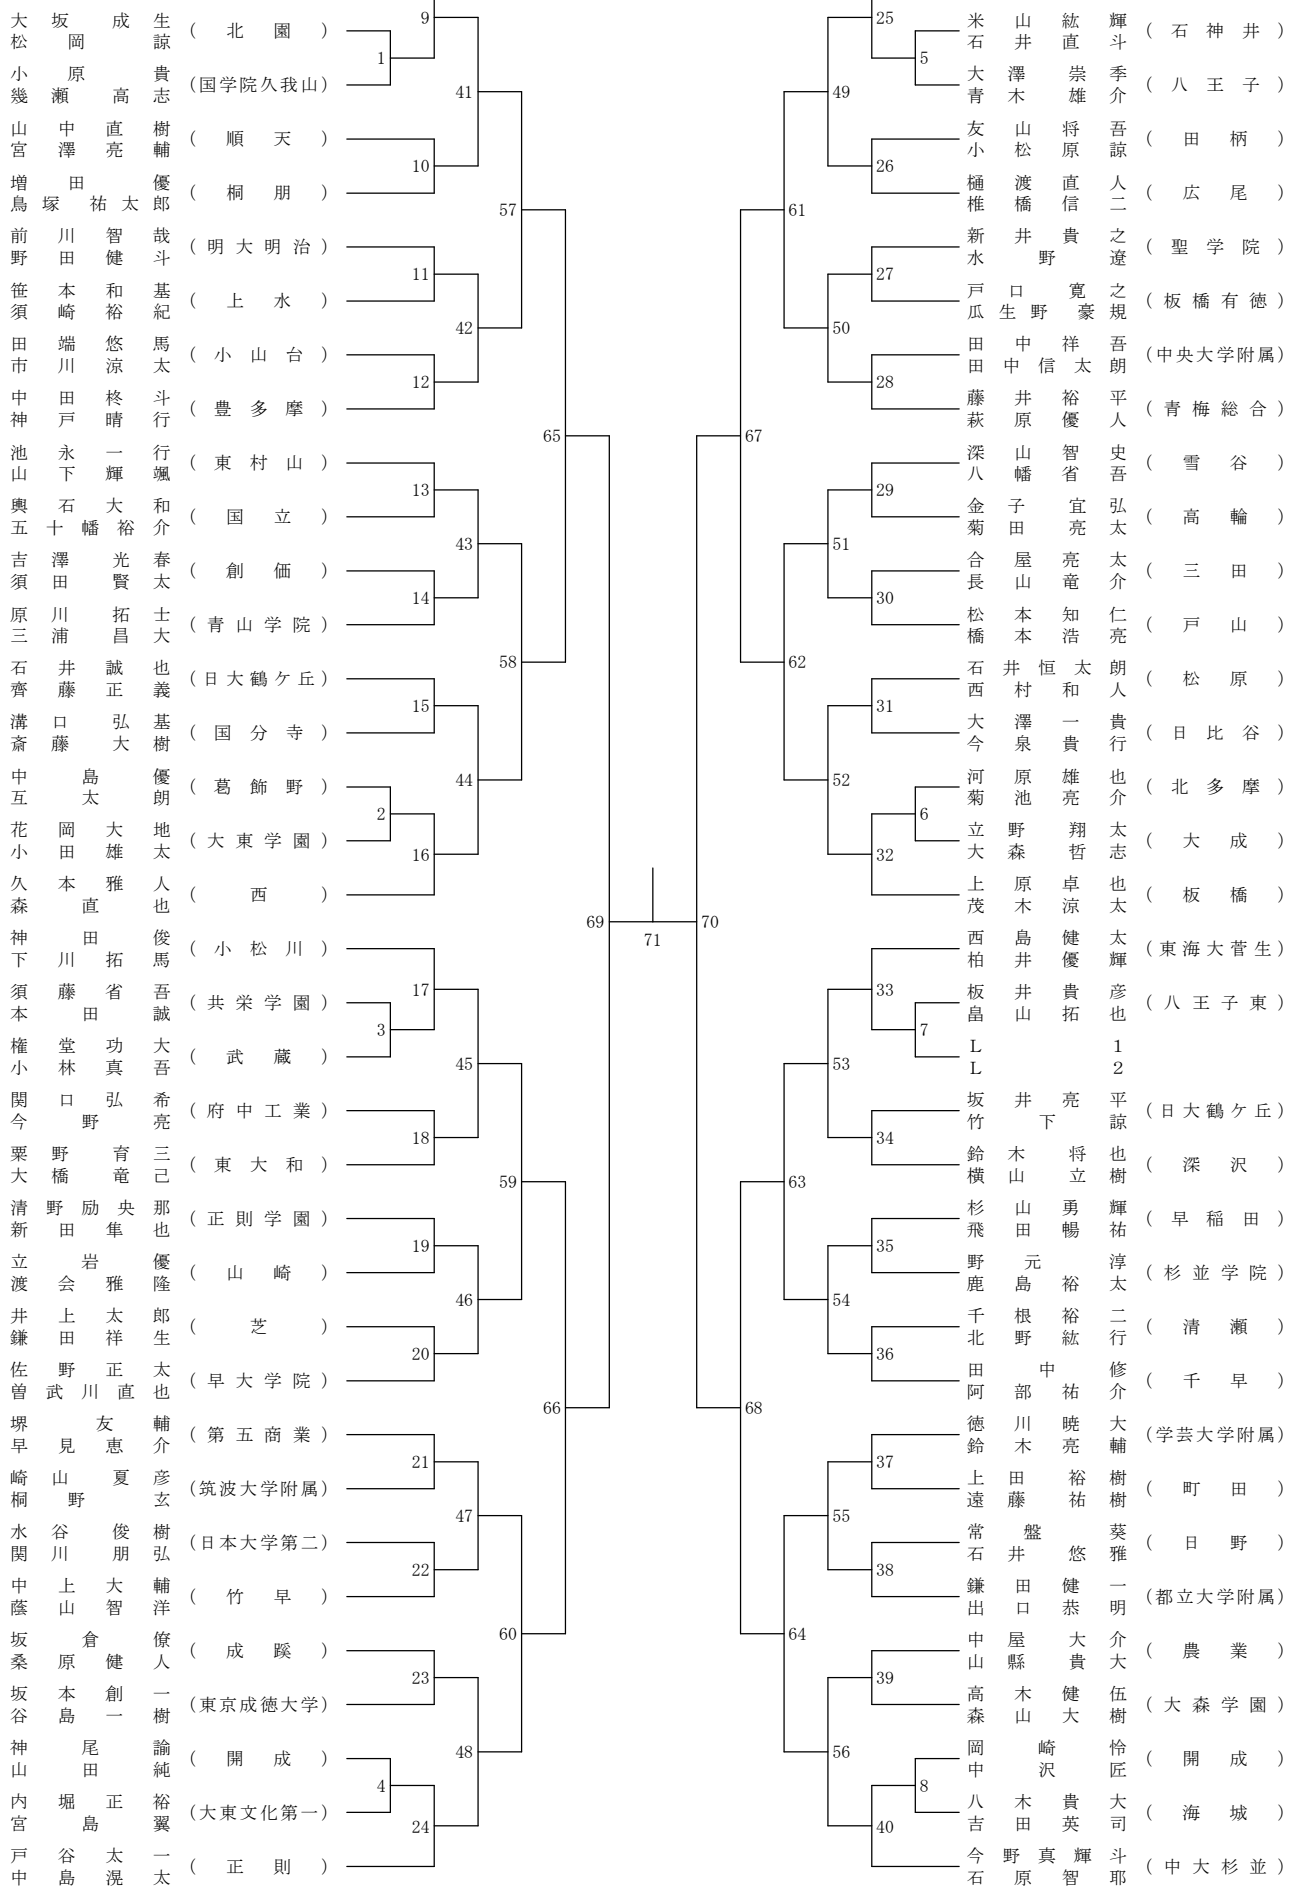 大坂成生 (北園)
松岡諒
小原貴 (国学院久我山)
幾瀬高志
山中直樹 (順天)
宮澤亮輔
増田優 (桐朋)
鳥塚祐太郎
前川智哉 (明大明治)
野田健斗
笹本和基 (上水)
須崎裕紀
田端悠馬 (小山台)
市川涼太
中田柊斗 (豊多摩)
神戸晴行
池永一行 (東村山)
山下輝颯
輿石大和 (国立)
五十幡裕介
吉澤光春 (創価)
須田賢太
原川拓士 (青山学院)
三浦昌大
石井誠也 (日大鶴ケ丘)
齊藤正義
溝口弘基 (国分寺)
斎藤大樹
中島優 (葛飾野)
互太朗
花岡大地 (大東学園)
小田雄太
久本雅人 (西)
森直也
神田俊 (小松川)
下川拓馬
須藤省吾 (共栄学園)
本田誠
権堂功大 (武蔵)
小林真吾
関口弘希 (府中工業)
今野亮
栗野育三 (東大和)
大橋竜己
清野励央那 (正則学園)
新田隼也
立岩優 (山崎)
渡会雅隆
井上太郎 (芝)
鎌田祥生
佐野正太 (早大学院)
曽武川直也
堺友輔 (第五商業)
早見恵介
崎山夏彦 (筑波大学附属)
桐野玄
水谷俊樹 (日本大学第二)
関川朋弘
中上大輔 (竹早)
蔭山智洋
坂倉僚 (成蹊)
桑原健人
坂本創一 (東京成徳大学)
谷島一樹
神尾諭 (開成)
山田純
内堀正裕 (大東文化第一)
宮島翼
戸谷太一 (正則)
中島滉太
9
1
41
10
57
11
42
12
65
13
43
14
58
15
44
2
16
69
17
3
45
18
59
19
46
20
66
21
47
22
60
23
48
4
24
71
25
5
49
26
61
27
50
28
67
29
51
30
62
31
52
6
32
70
33
7
53
34
63
35
54
36
68
37
55
38
64
39
56
8
40
米山紘輝 (石神井)
石井直斗
大澤崇季 (八王子)
青木雄介
友山将吾 (田柄)
小松原諒
樋渡直人 (広尾)
椎橋信二
新井貴之 (聖学院)
水野遼
戸口寛之 (板橋有徳)
瓜生野豪規
田中祥吾 (中央大学附属)
田中信太朗
藤井裕平 (青梅総合)
萩原優人
深山智史 (雪谷)
八幡省吾
金子宜弘 (高輪)
菊田亮太
合屋亮太 (三田)
長山竜介
松本知仁 (戸山)
橋本浩亮
石井恒太朗 (松原)
西村和人
大澤一貴 (日比谷)
今泉貴行
河原雄也 (北多摩)
菊池亮介
立野翔太 (大成)
大森哲志
上原卓也 (板橋)
茂木涼太
西島健太 (東海大菅生)
柏井優輝
板井貴彦 (八王子東)
畠山拓也
L1
L2
坂井亮平 (日大鶴ケ丘)
竹下諒
鈴木将也 (深沢)
横山立樹
杉山勇輝 (早稲田)
飛田暢祐
野元淳 (杉並学院)
鹿島裕太
千根裕二 (清瀬)
北野紘行
田中修 (千早)
阿部祐介
徳川暁大 (学芸大学附属)
鈴木亮輔
上田裕樹 (町田)
遠藤祐樹
常盤葵 (日野)
石井悠雅
鎌田健一 (都立大学附属)
出口恭明
中屋大介 (農業)
山縣貴大
高木健伍 (大森学園)
森山大樹
岡崎怜 (開成)
中沢匠
八木貴大 (海城)
吉田英司
今野真輝斗 (中大杉並)
石原智耶